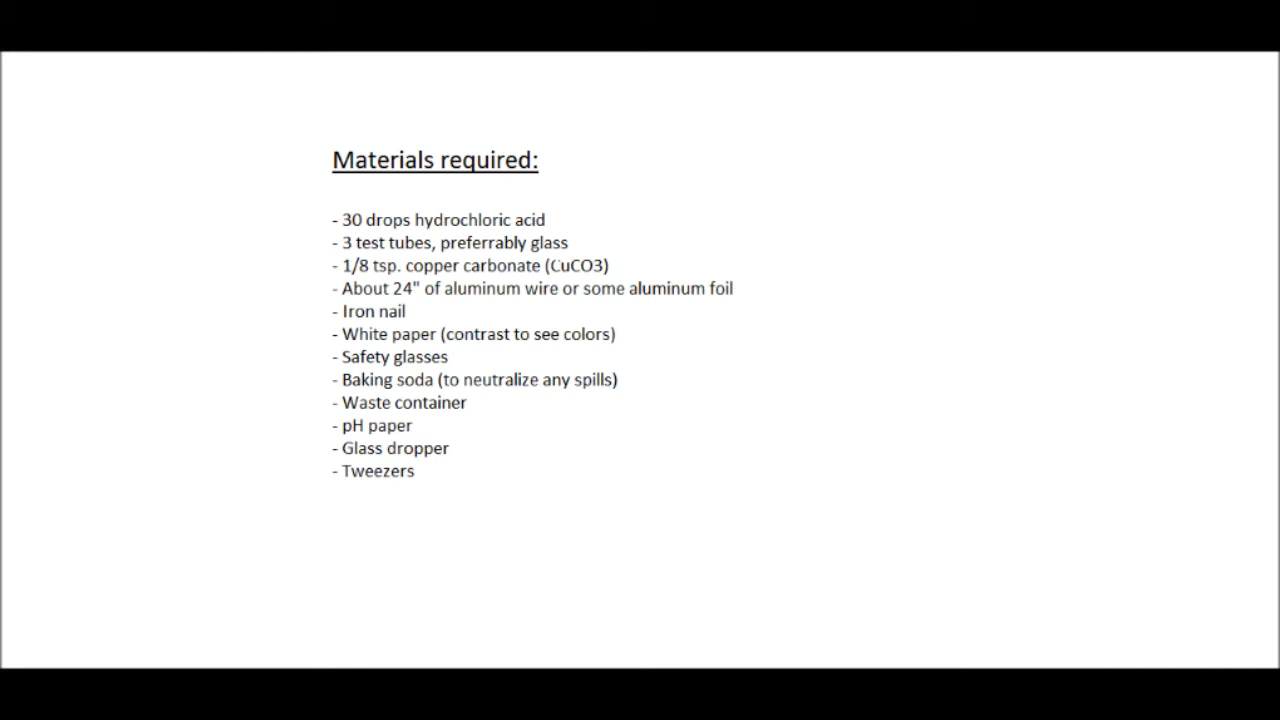 Materials required:
- 30 drops hydrochloric acid
- 3 test tubes, preferrably glass
- 1/8 tsp. copper carbonate (CuCO3)
- About 24" of aluminum wire or some aluminum foil
- Iron nail
- White paper (contrast to see colors)
- Safety glasses
- Baking soda (to neutralize any spills)
- Waste container
- pH paper
- Glass dropper
- Tweezers